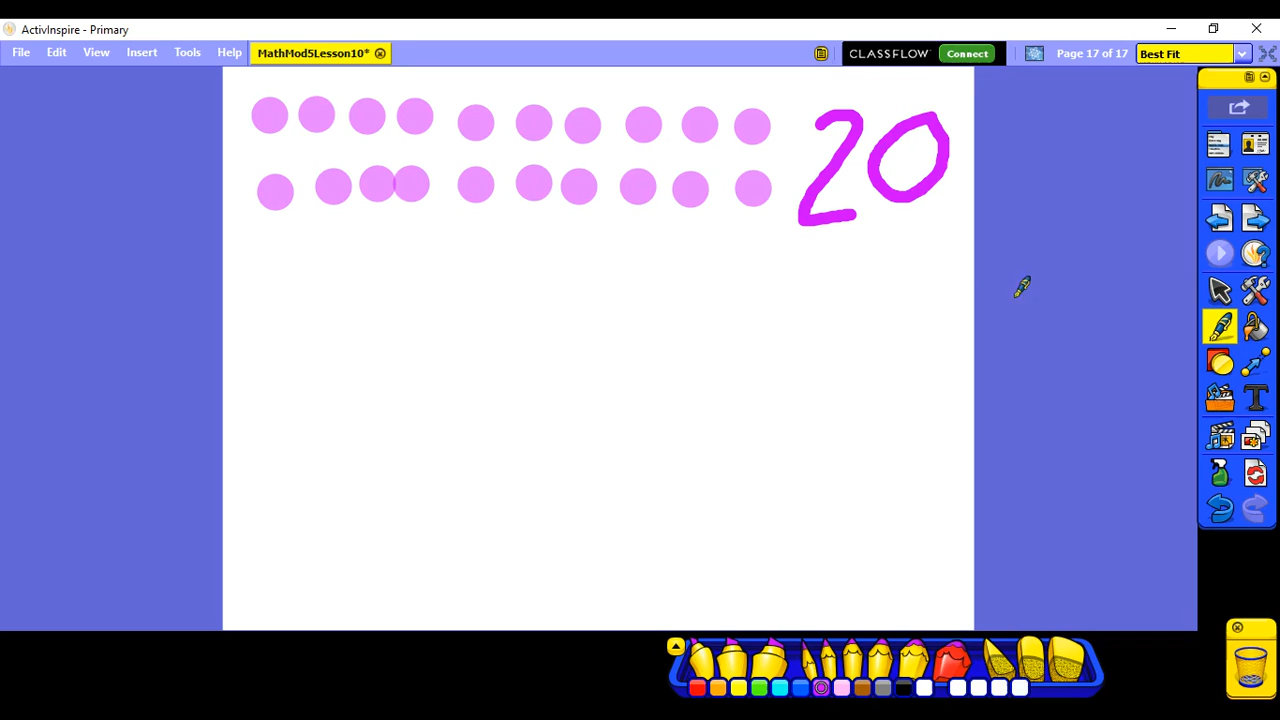 ActivInspire - Primary
File Edit View Insert Tools Help MathMod5Lesson10* CLASSFLOW Connect Page 17 of 17 Best Fit
20